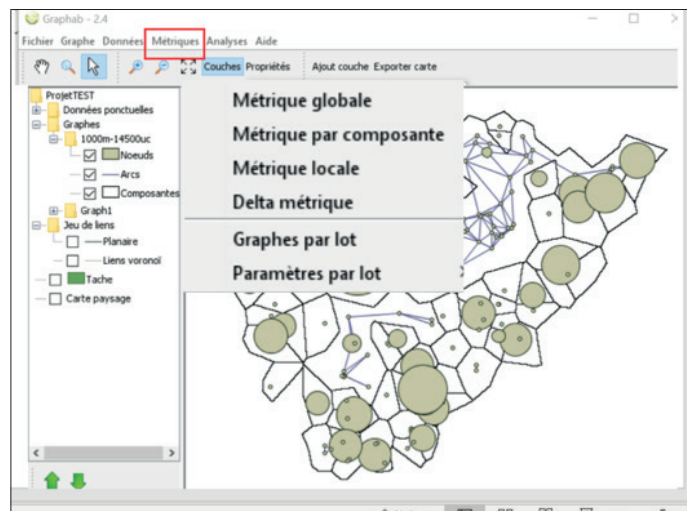 Graphab - 2.4
Fichier Graphe Données Métriques Analyses Aide
Couches Propriétés Ajout couche Exporter carte
ProjetTEST
Données ponctuelles
Graphes
1000m-14500uc
Noeuds
Arcs
Composantes
Graph1
Jeu de liens
Planaire
Liens voronoï
Tache
Carte paysage
Métrique globale
Métrique par composante
Métrique locale
Delta métrique
Graphes par lot
Paramètres par lot